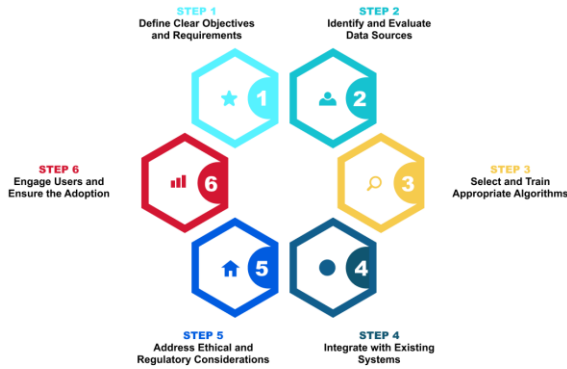 STEP 1
Define Clear Objectives
and Requirements
STEP 2
Identify and Evaluate
Data Sources
1
2
STEP 6
Engage Users and
Ensure the Adoption
6
3
STEP 3
Select and Train
Appropriate Algorithms
5
4
STEP 5
Address Ethical and
Regulatory Considerations
STEP 4
Integrate with Existing
Systems